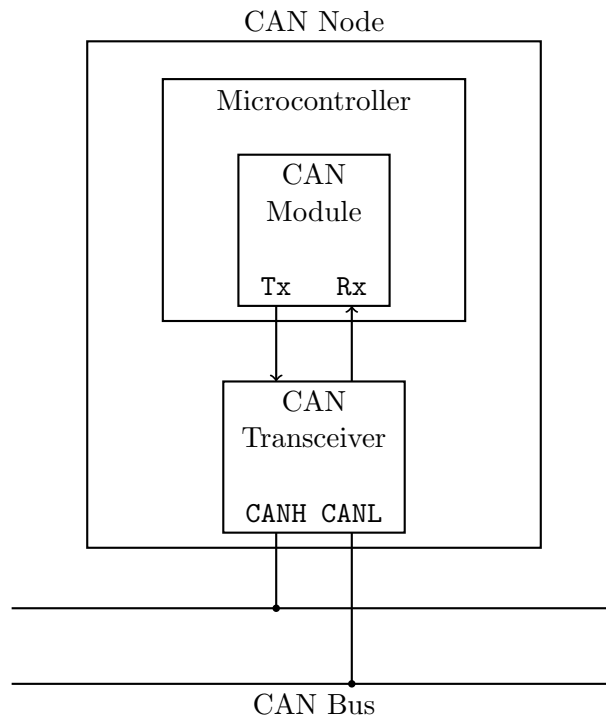 CAN Node
Microcontroller
CAN
Module
Tx Rx
CAN
Transceiver
CANH CANL
CAN Bus